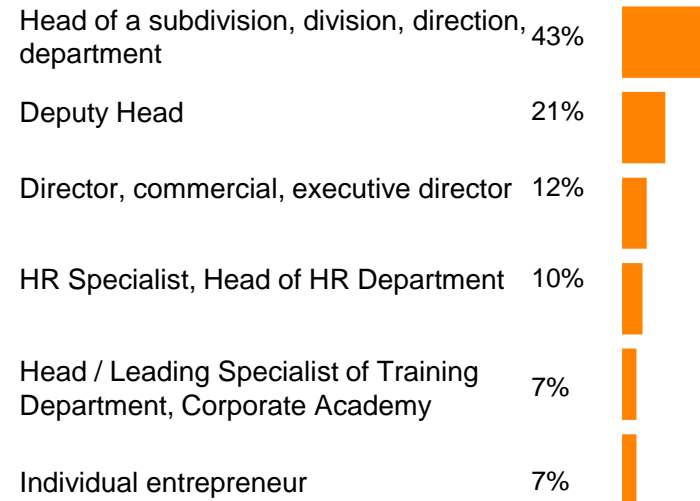 Head of a subdivision, division, direction, 43%
department
Deputy Head 21%
Director, commercial, executive director 12%
HR Specialist, Head of HR Department 10%
Head / Leading Specialist of Training
Department, Corporate Academy 7%
Individual entrepreneur 7%